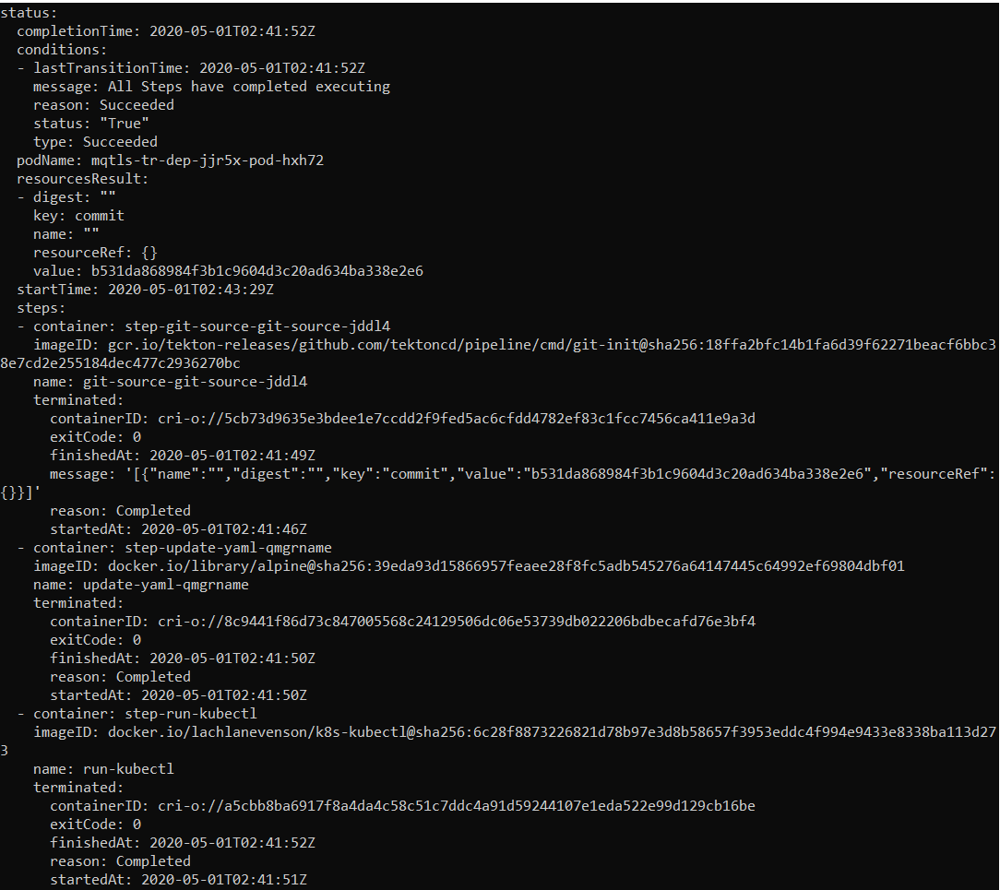 status:
  completionTime: 2020-05-01T02:41:52Z
  conditions:
  - lastTransitionTime: 2020-05-01T02:41:52Z
    message: All Steps have completed executing
    reason: Succeeded
    status: "True"
    type: Succeeded
  podName: mqtls-tr-dep-jjr5x-pod-hxh72
  resourcesResult:
  - digest: ""
    key: commit
    name: ""
    resourceRef: {}
    value: b531da868984f3b1c9604d3c20ad634ba338e2e6
  startTime: 2020-05-01T02:43:29Z
  steps:
  - container: step-git-source-git-source-jddl4
    imageID: gcr.io/tekton-releases/github.com/tektoncd/pipeline/cmd/git-init@sha256:18ffa2bfc14b1fa6d39f62271beacf6bbc3
8e7cd2e255184dec477c2936270bc
    name: git-source-git-source-jddl4
    terminated:
      containerID: cri-o://5cb73d9635e3bdee1e7ccdd2f9fed5ac6cfdd4782ef83c1fcc7456ca411e9a3d
      exitCode: 0
      finishedAt: 2020-05-01T02:41:49Z
      message: '[{"name":"","digest":"","key":"commit","value":"b531da868984f3b1c9604d3c20ad634ba338e2e6","resourceRef":
{}}]'
      reason: Completed
      startedAt: 2020-05-01T02:41:46Z
  - container: step-update-yaml-qmgrname
    imageID: docker.io/library/alpine@sha256:39eda93d15866957feaee28f8fc5adb545276a64147445c64992ef69804dbf01
    name: update-yaml-qmgrname
    terminated:
      containerID: cri-o://8c9441f86d73c847005568c24129506dc06e53739db022206bdbecafd76e3bf4
      exitCode: 0
      finishedAt: 2020-05-01T02:41:50Z
      reason: Completed
      startedAt: 2020-05-01T02:41:50Z
  - container: step-run-kubectl
    imageID: docker.io/lachlanevenson/k8s-kubectl@sha256:6c28f8873226821d78b97e3d8b58657f3953eddc4f994e9433e8338ba113d27
3
    name: run-kubectl
    terminated:
      containerID: cri-o://a5cbb8ba6917f8a4da4c58c51c7ddc4a91d59244107e1eda522e99d129cb16be
      exitCode: 0
      finishedAt: 2020-05-01T02:41:52Z
      reason: Completed
      startedAt: 2020-05-01T02:41:51Z